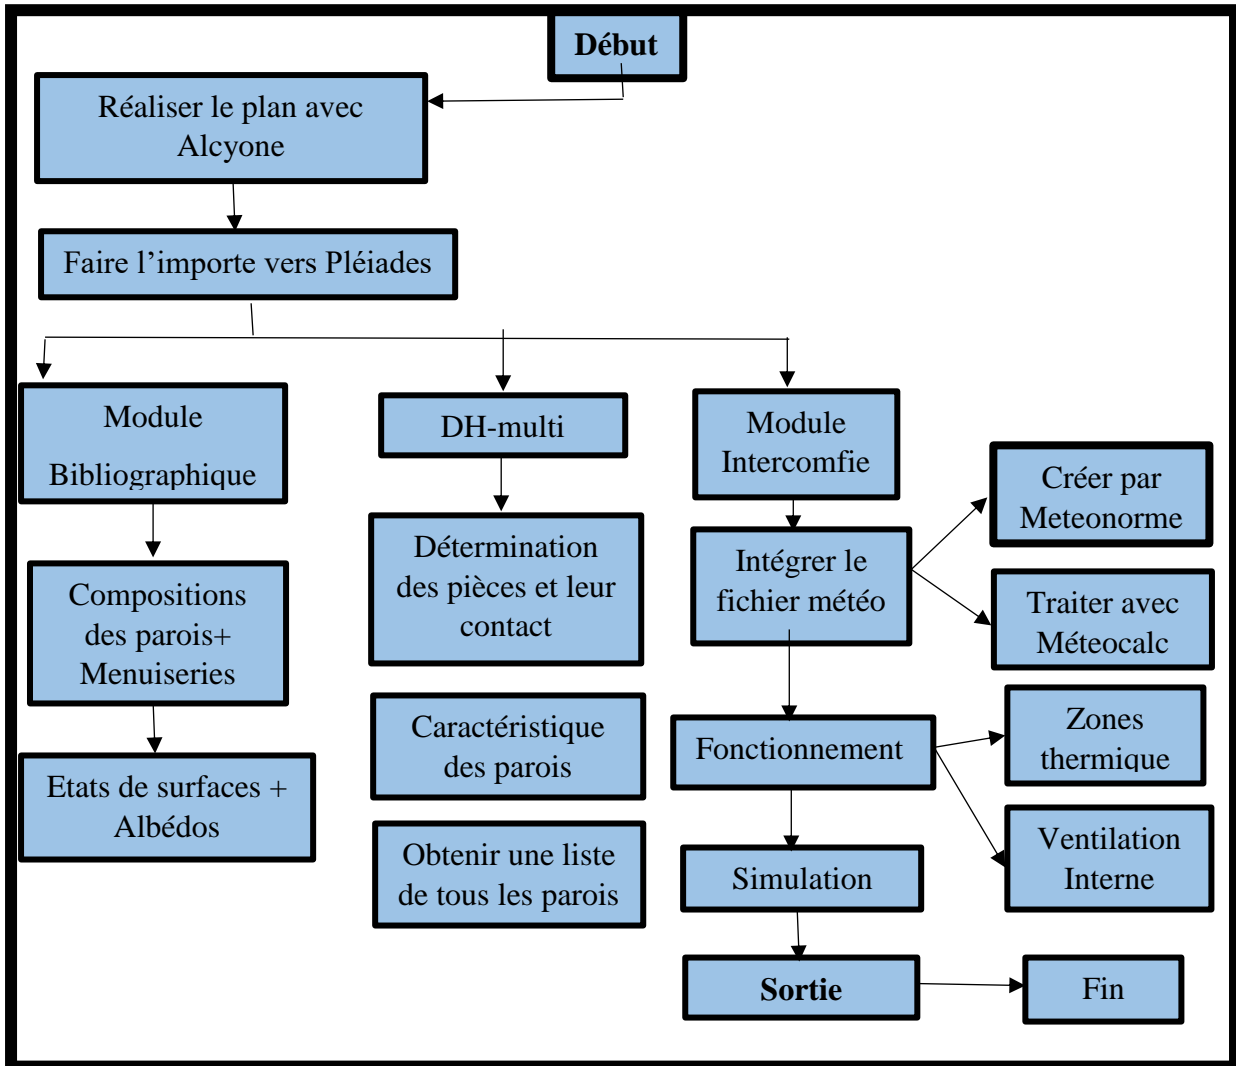 Début
Réaliser le plan avec
Alcyone
Faire l’importe vers Pléiades
Module
Bibliographique
DH-multi
Module
Intercomfie
Créer par
Meteonorme
Détermination
des pièces et leur
contact
Intégrer le
fichier météo
Compositions
des parois+
Menuiseries
Traiter avec
Méteocalc
Caractéristique
des parois
Fonctionnement
Zones
thermique
Etats de surfaces +
Albédos
Obtenir une liste
de tous les parois
Simulation
Ventilation
Interne
Sortie
Fin